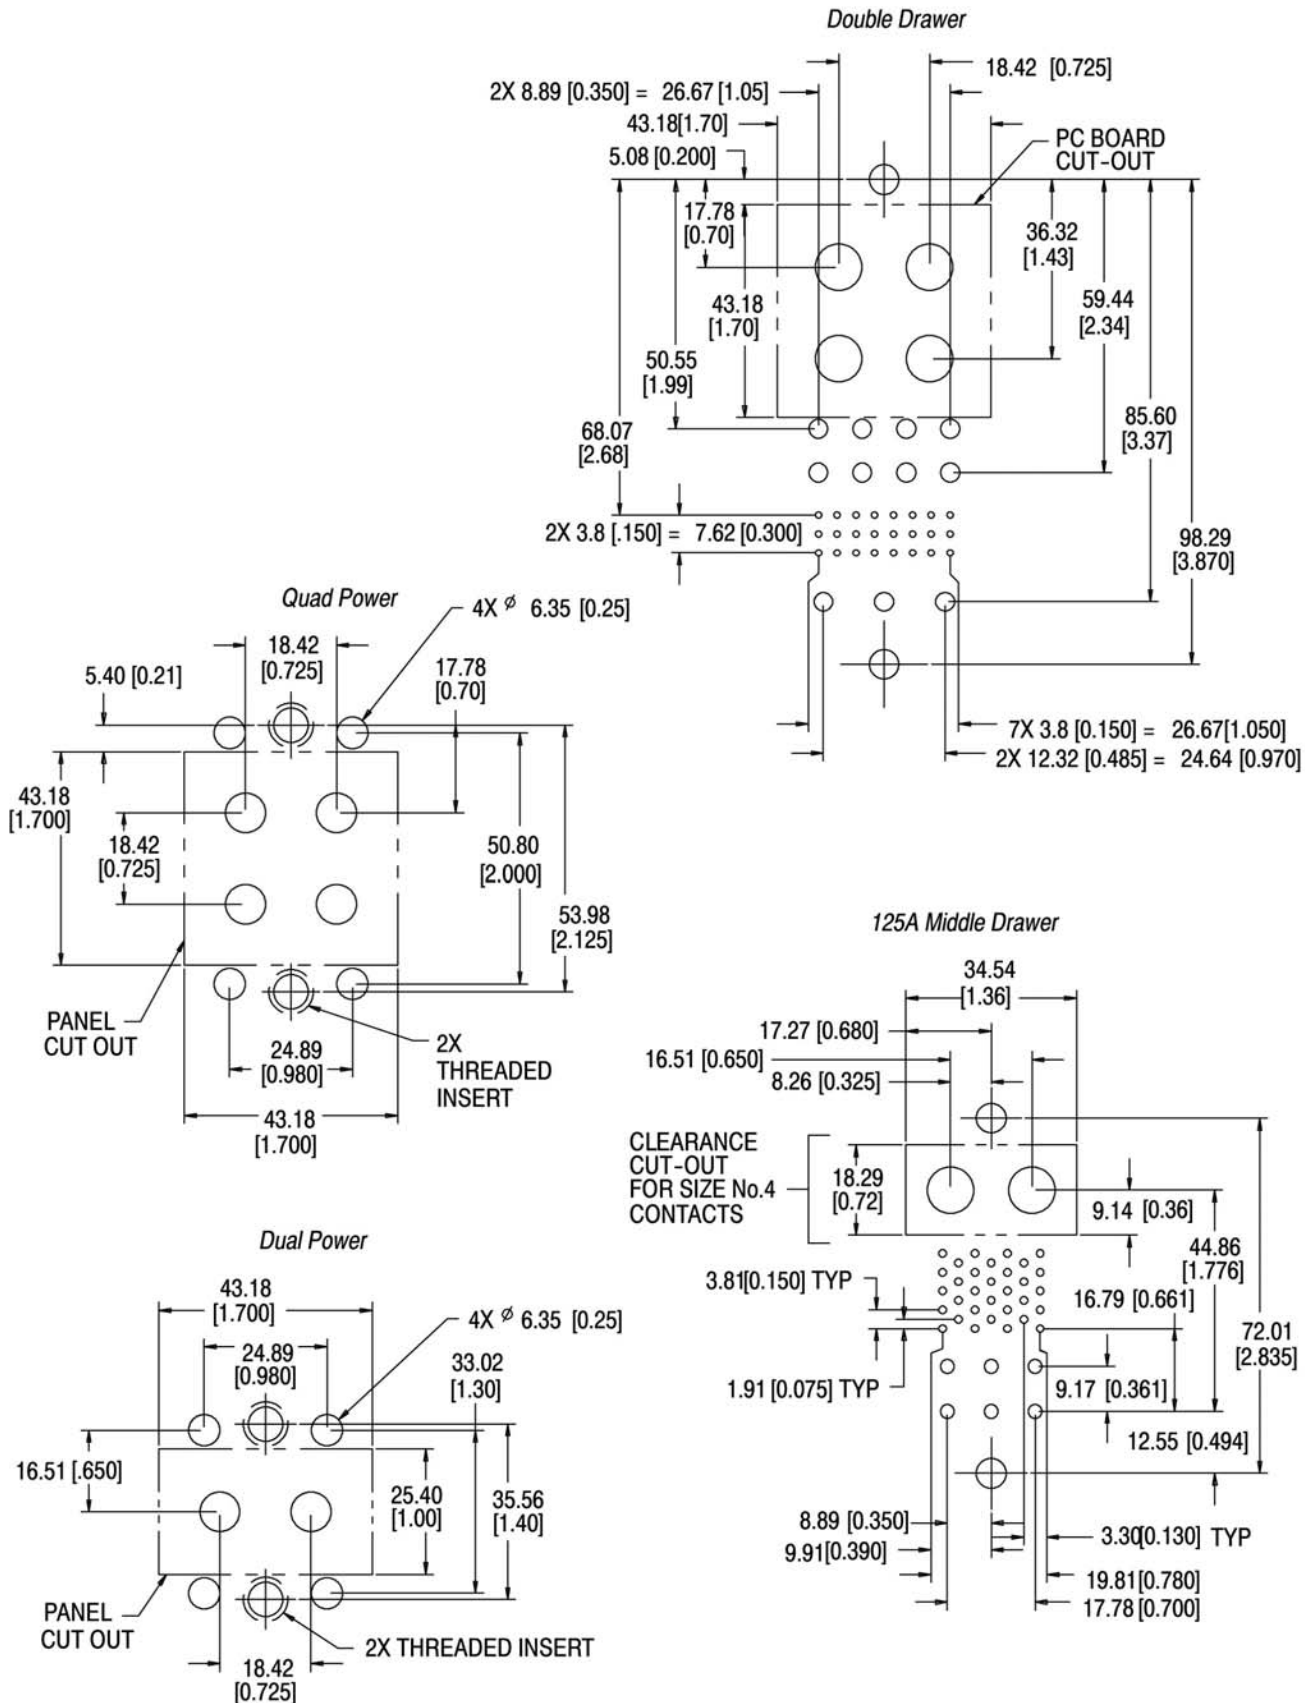 Double Drawer
18.42 [0.725]
2X 8.89 [0.350] = 26.67 [1.05]
43.18[1.70]
PC BOARD
CUT-OUT
5.08 [0.200]
17.78
[0.70]
36.32
[1.43]
43.18
[1.70]
59.44
[2.34]
50.55
[1.99]
85.60
[3.37]
68.07
[2.68]
2X 3.8 [.150] = 7.62 [0.300]
98.29
[3.870]
7X 3.8 [0.150] = 26.67[1.050]
2X 12.32 [0.485] = 24.64 [0.970]
Quad Power
4X ø 6.35 [0.25]
18.42
[0.725]
17.78
[0.70]
5.40 [0.21]
43.18
[1.700]
18.42
[0.725]
50.80
[2.000]
53.98
[2.125]
PANEL
CUT OUT
24.89
[0.980]
2X
THREADED
INSERT
43.18
[1.700]
125A Middle Drawer
34.54
[1.36]
17.27 [0.680]
16.51 [0.650]
8.26 [0.325]
CLEARANCE
CUT-OUT
FOR SIZE No.4
CONTACTS
18.29
[0.72]
9.14 [0.36]
44.86
[1.776]
3.81[0.150] TYP
16.79 [0.661]
72.01
[2.835]
1.91 [0.075] TYP
9.17 [0.361]
12.55 [0.494]
8.89 [0.350]
3.30[0.130] TYP
9.91[0.390]
19.81[0.780]
17.78 [0.700]
Dual Power
43.18
[1.700]
4X ø 6.35 [0.25]
24.89
[0.980]
33.02
[1.30]
16.51 [.650]
25.40
[1.00]
35.56
[1.40]
PANEL
CUT OUT
2X THREADED INSERT
18.42
[0.725]